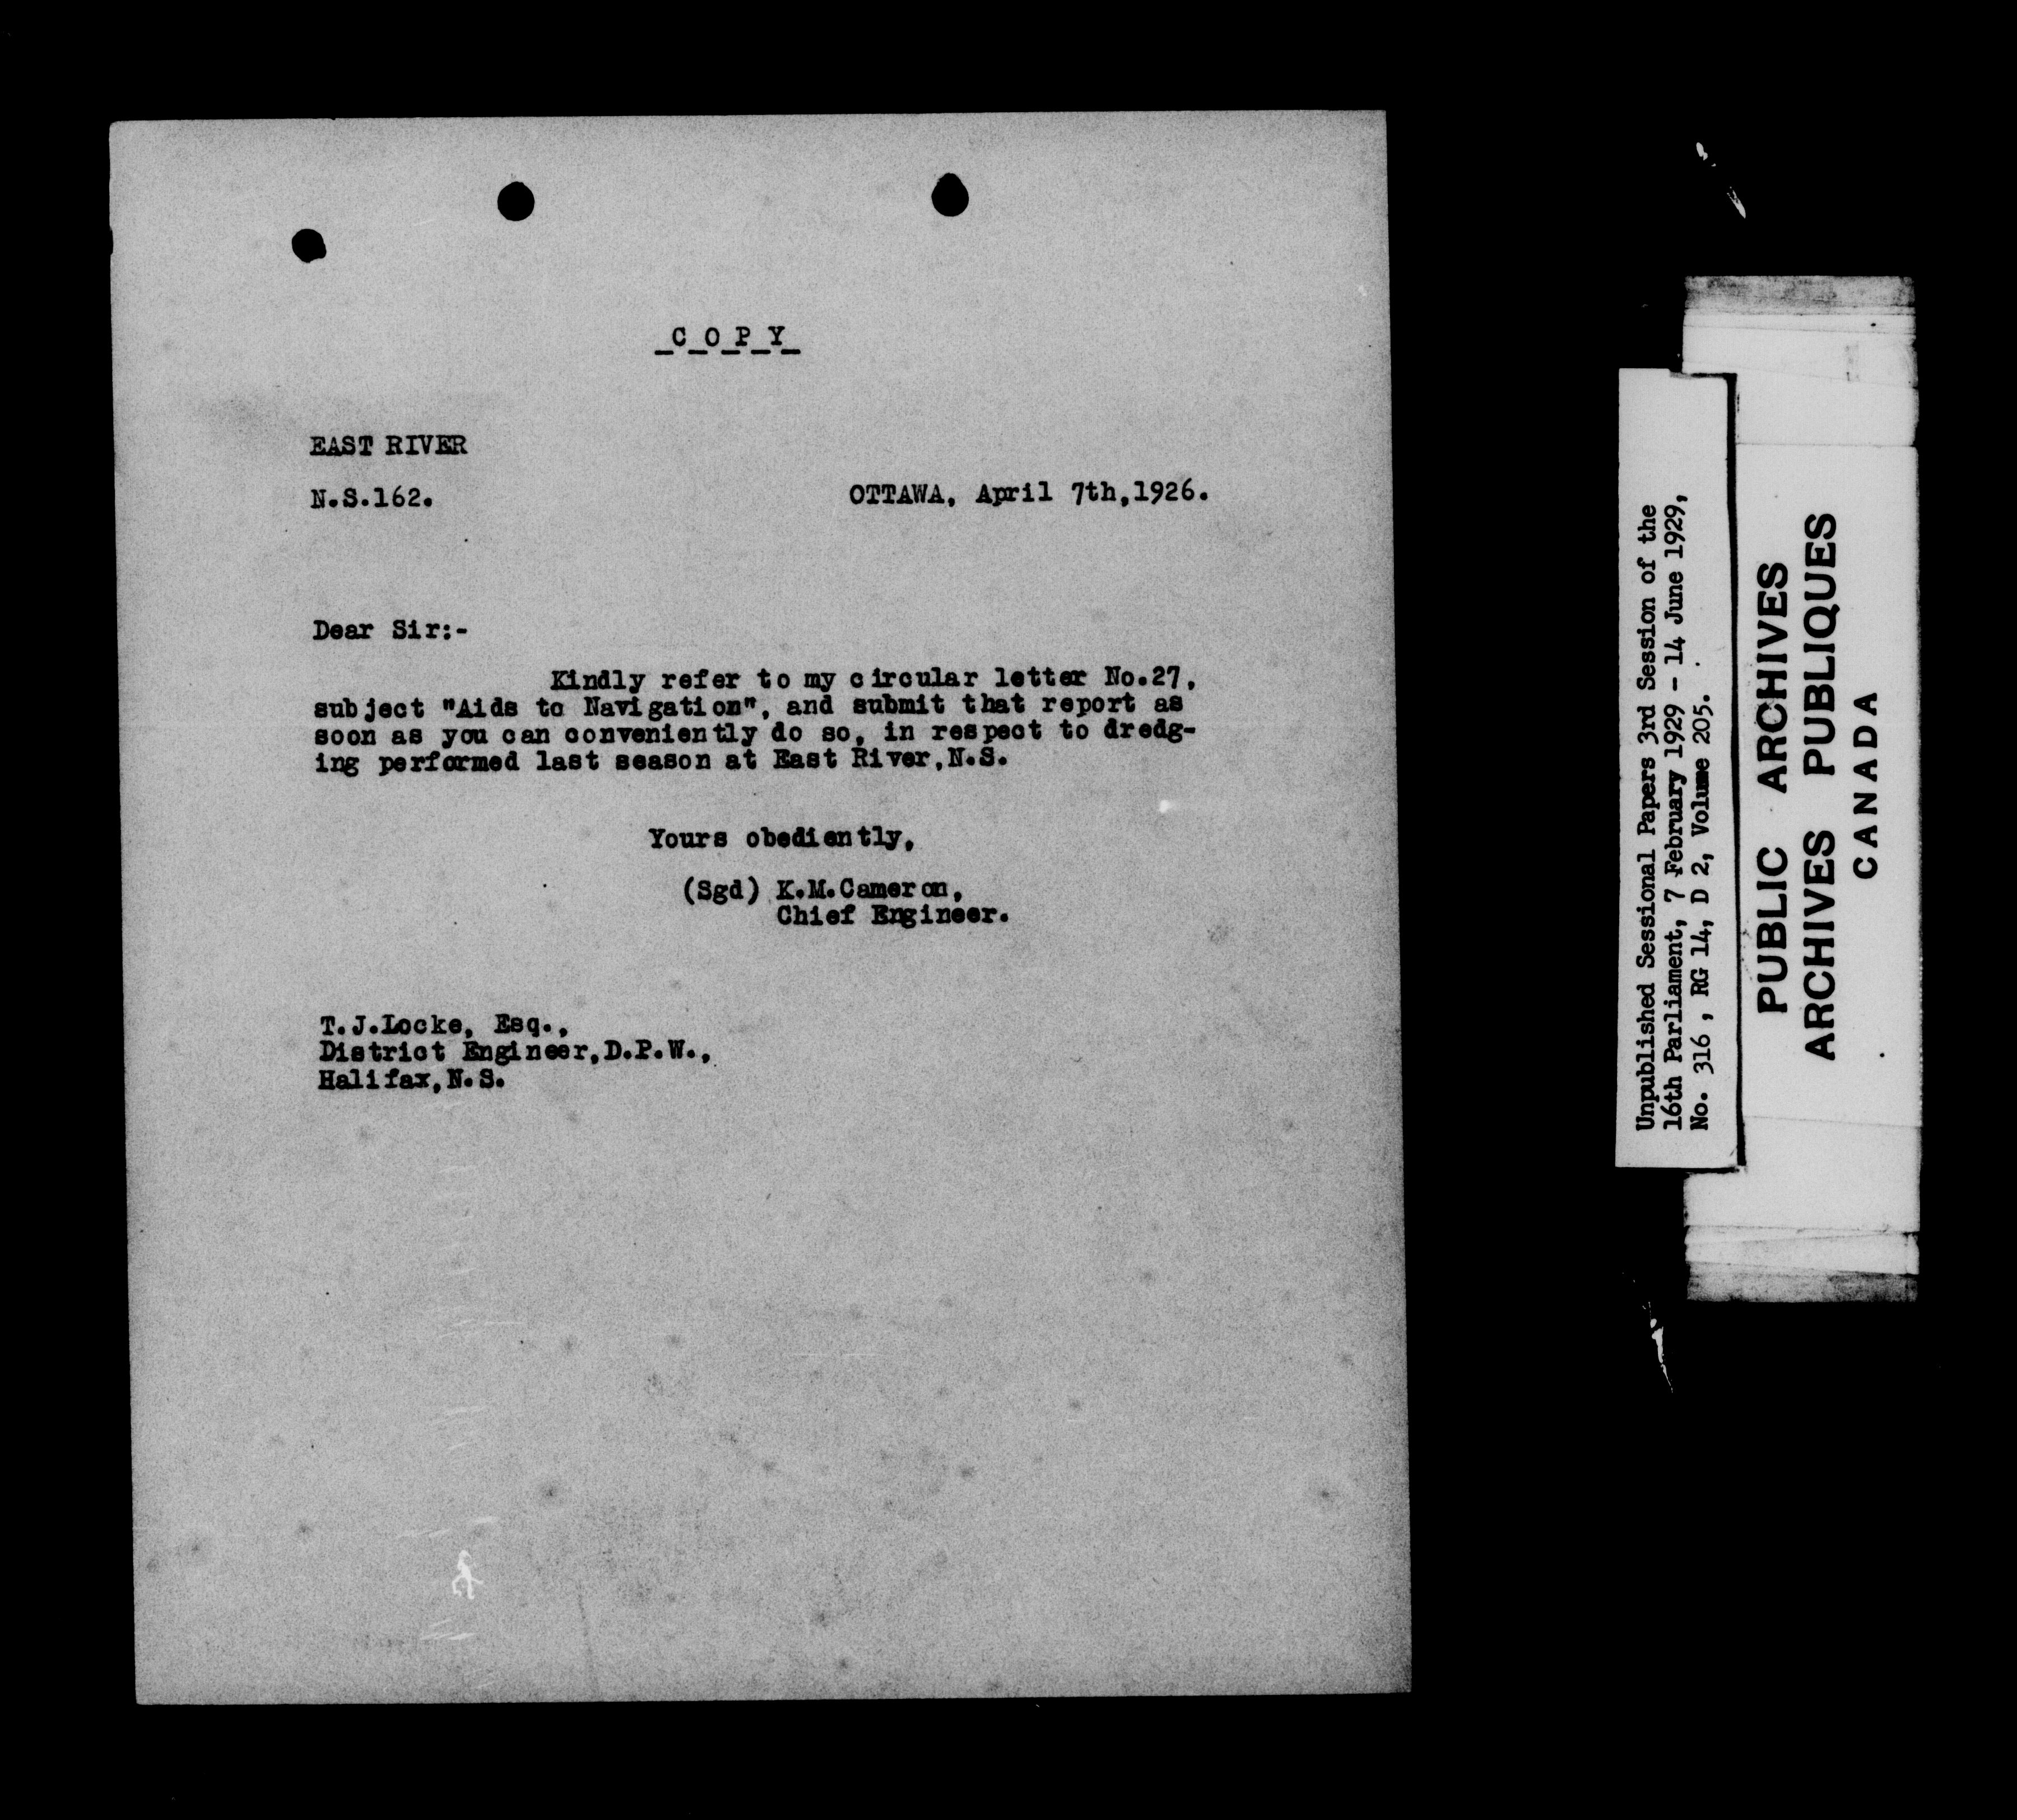 C O P Y
EAST RIVER
N.S.162.
OTTAWA, April 7th,1926.
Dear Sir:-
Kindly refer to my circular letter No.27,
subject "Aids to Navigation", and submit that report as
soon as you can conveniently do so, in respect to dredg-
ing performed last season at East River,N.S.
Yours obediently,
(Sgd) K.M.Cameron,
Chief Engineer.
T.J.Locke, Esq.,
District Engineer,D.P.W.,
Halifax,N.S.
Unpublished Sessional Papers 3rd Session of the
16th Parliament, 7 February 1929 - 14 June 1929,
No. 316 , RG 14, D 2, Volume 205.
PUBLIC ARCHIVES
ARCHIVES PUBLIQUES
CANADA